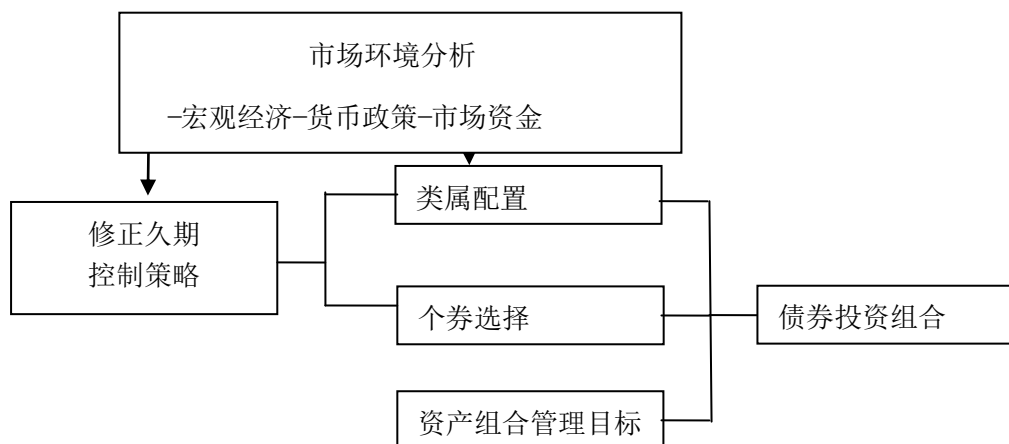 市场环境分析
–宏观经济–货币政策–市场资金
类属配置
修正久期
控制策略
个券选择
债券投资组合
资产组合管理目标